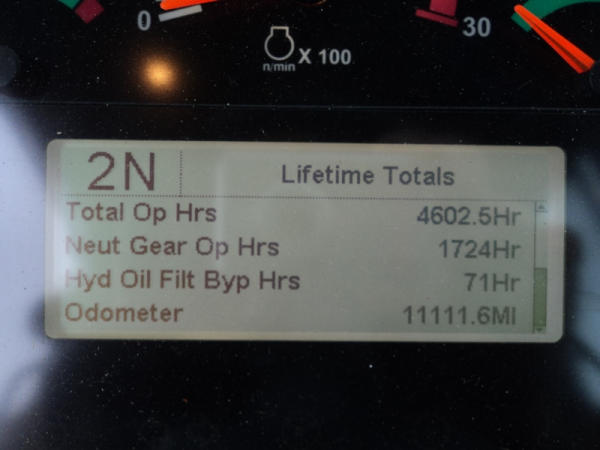 0
30
n/min X 100
2N
Lifetime Totals
Total Op Hrs 4602.5Hr
Neut Gear Op Hrs 1724Hr
Hyd Oil Filt Byp Hrs 71Hr
Odometer 11111.6MI